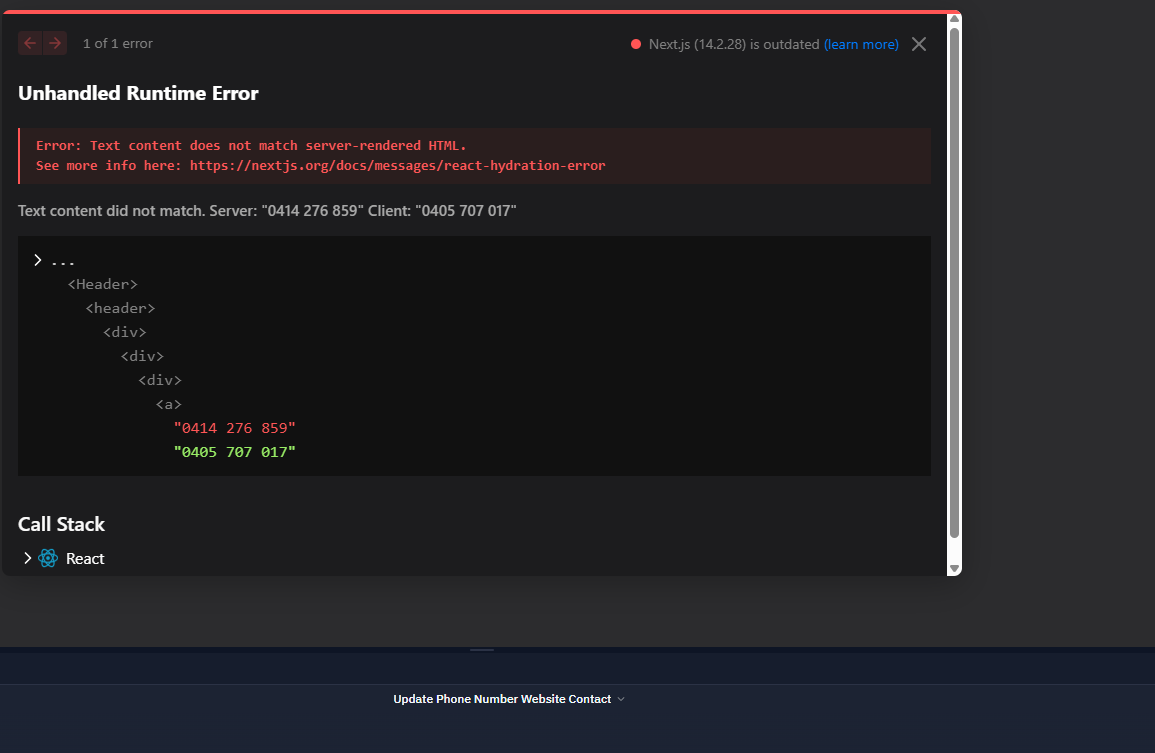 1 of 1 error
Next.js (14.2.28) is outdated (learn more)
Unhandled Runtime Error
Error: Text content does not match server-rendered HTML.
See more info here: https://nextjs.org/docs/messages/react-hydration-error
Text content did not match. Server: "0414 276 859" Client: "0405 707 017"
...
<Header>
<header>
<div>
<div>
<div>
<a>
"0414 276 859"
"0405 707 017"
Call Stack
React
Update Phone Number Website Contact